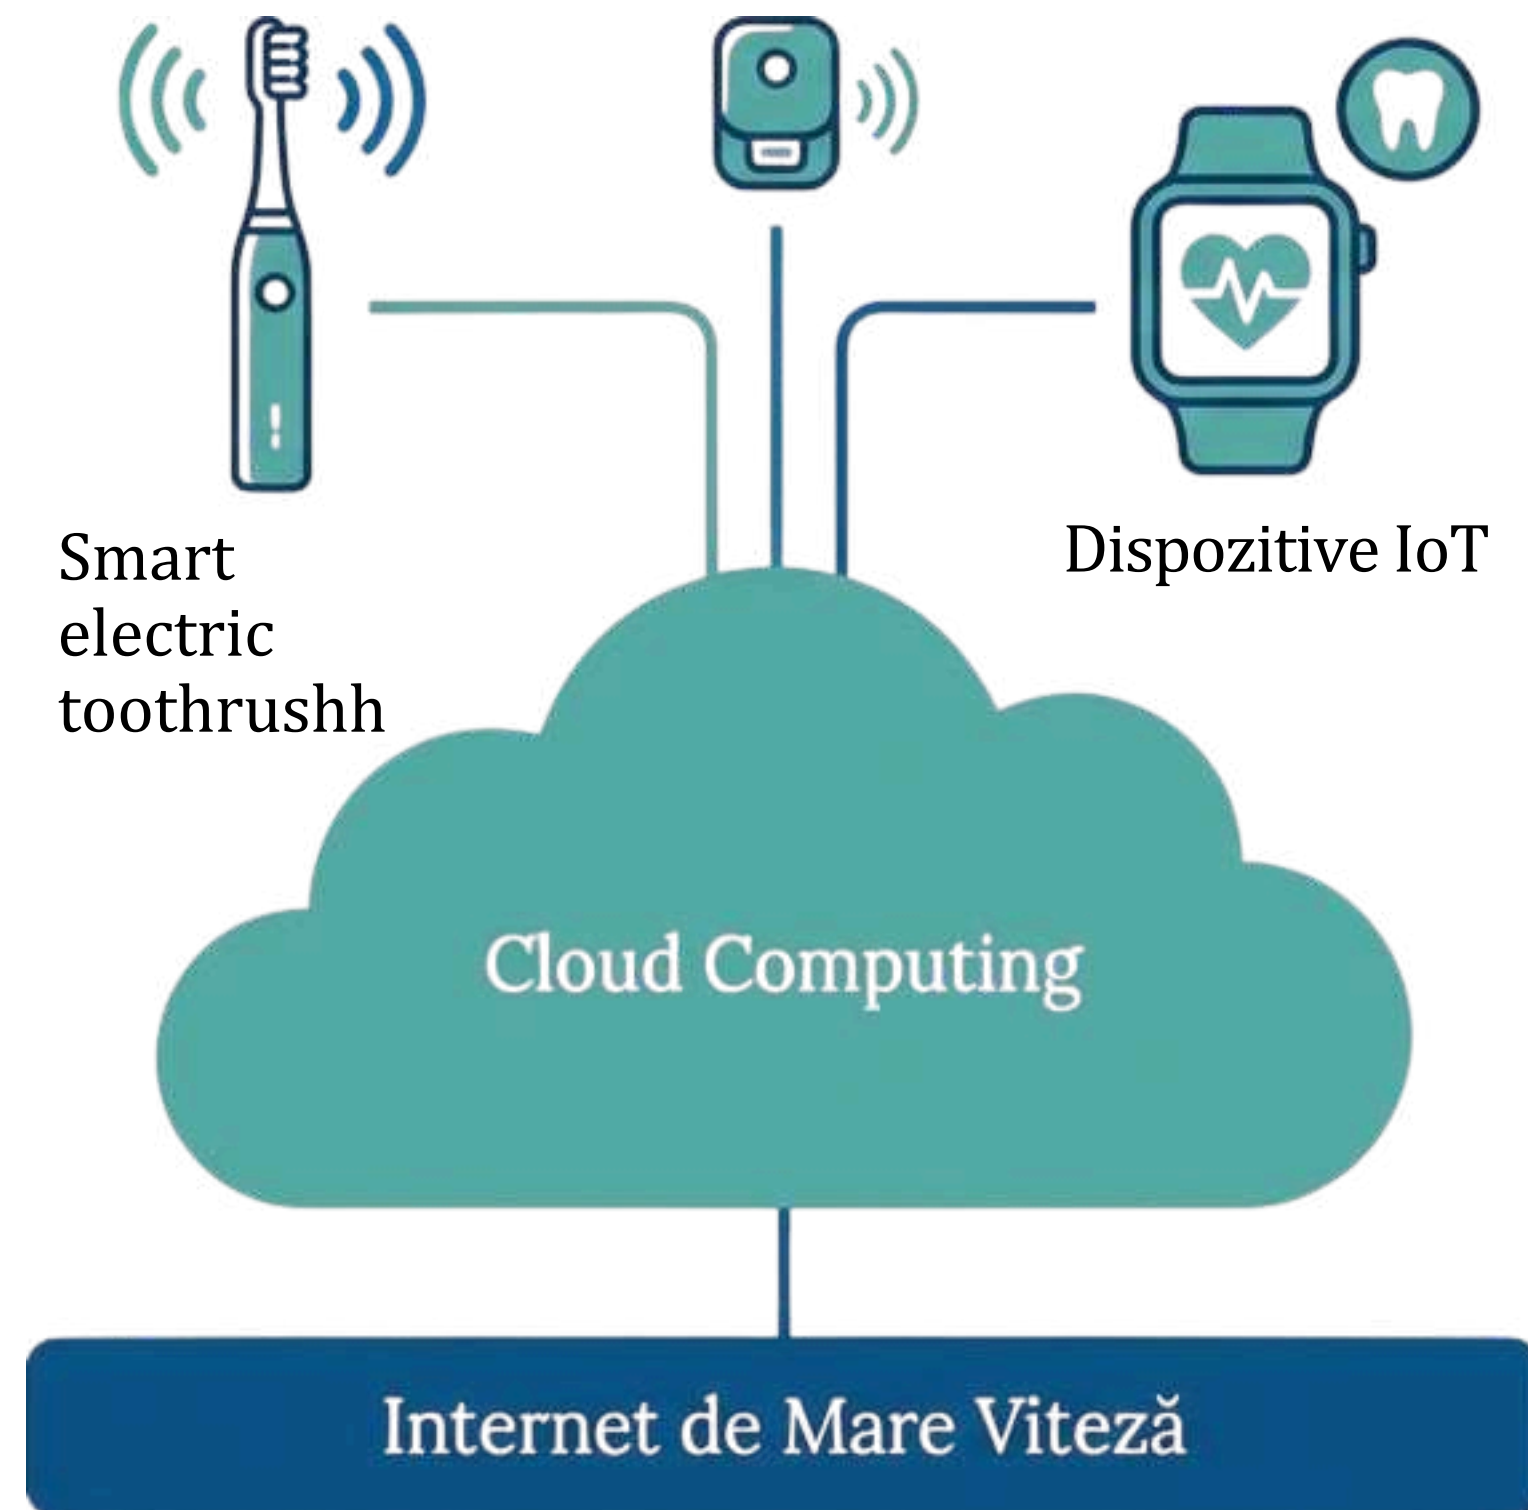 Smart
electric
toothrushh
Dispozitive IoT
Cloud Computing
Internet de Mare Viteză